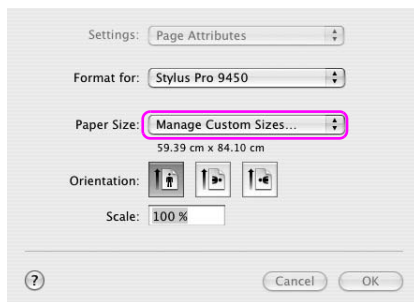 Settings: Page Attributes
Format for: Stylus Pro 9450
Paper Size: Manage Custom Sizes...
59.39 cm x 84.10 cm
Orientation:
Scale: 100 %
? Cancel OK